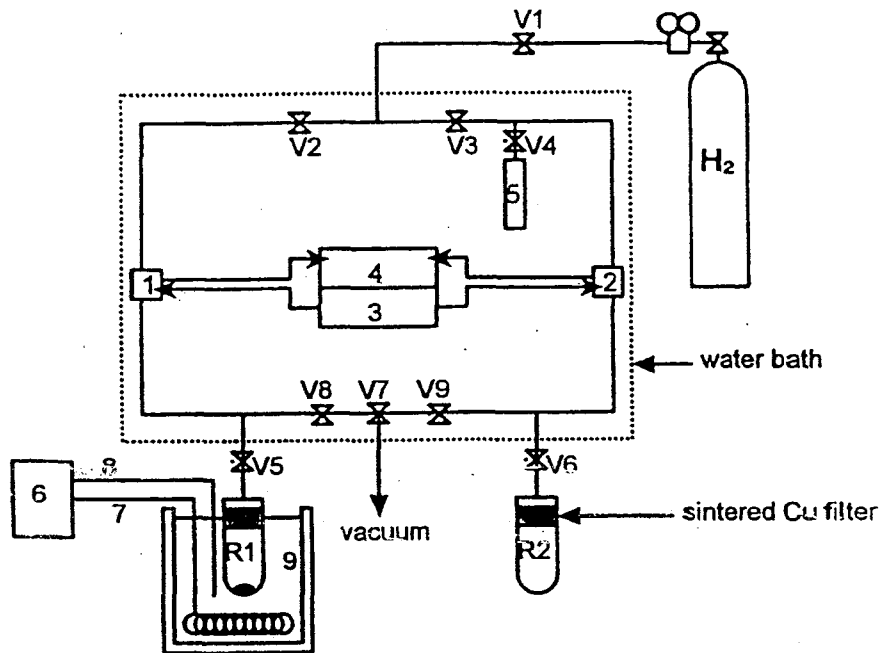 V1
V2
V3
V4
H₂
5
1
4
2
3
water bath
V8
V7
V9
V5
V6
8
6
7
vacuum
sintered Cu filter
R1
9
R2